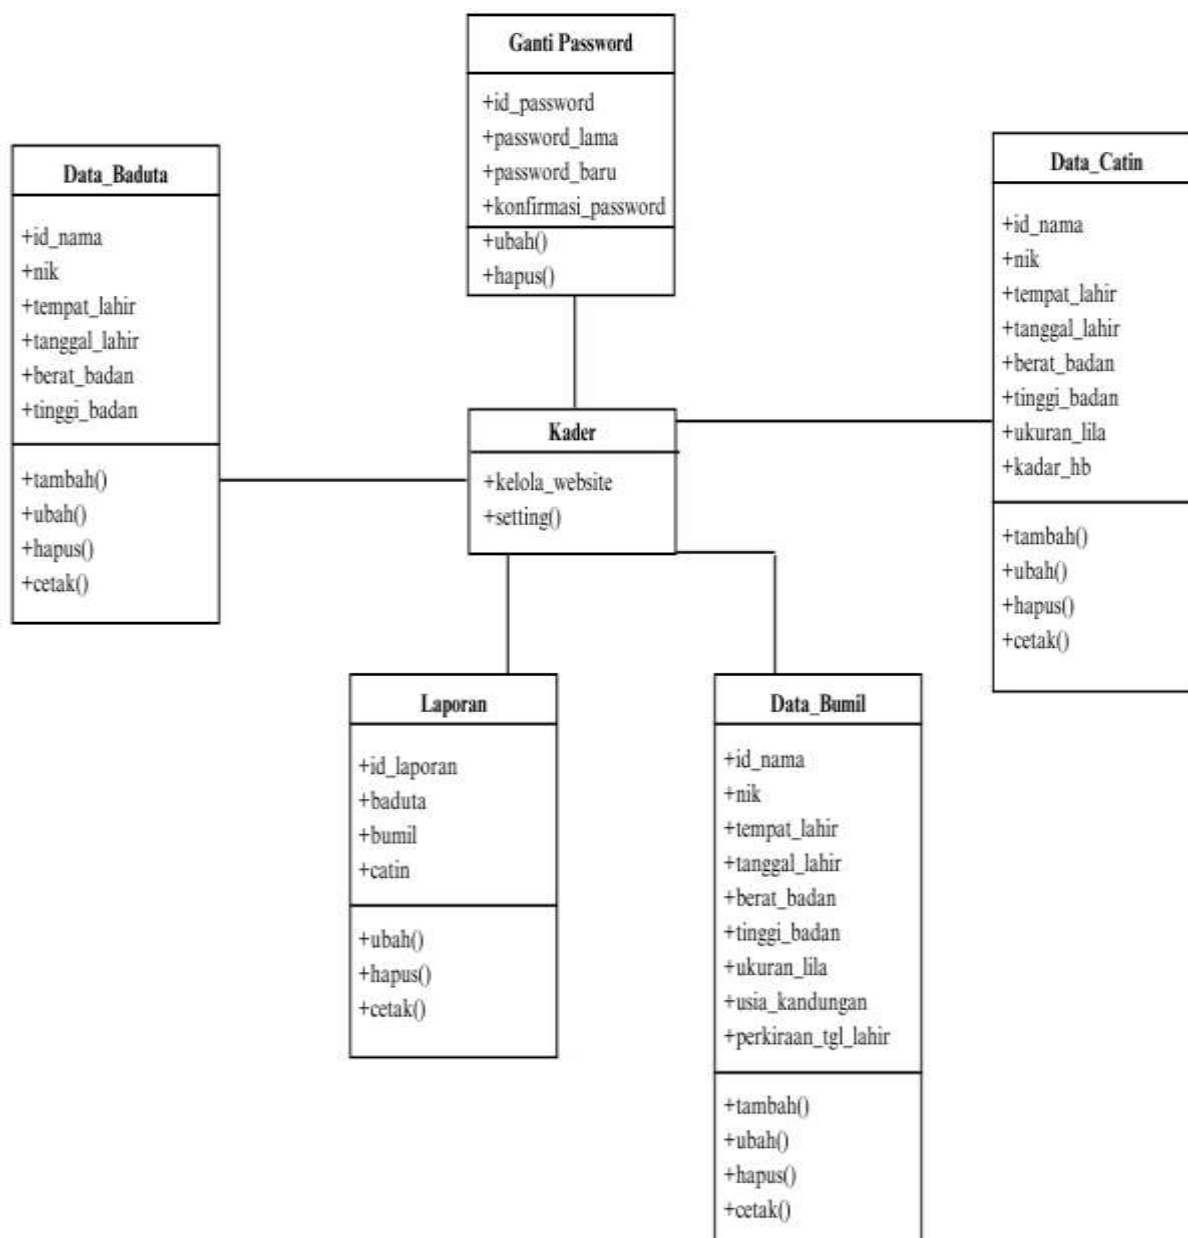 Ganti Password
+id_password
+password_lama
+password_baru
+konfirmasi_password
+ubah()
+hapus()
Data_Baduta
+id_nama
+nik
+tempat_lahir
+tanggal_lahir
+berat_badan
+tinggi_badan
+tambah()
+ubah()
+hapus()
+cetak()
Data_Catin
+id_nama
+nik
+tempat_lahir
+tanggal_lahir
+berat_badan
+tinggi_badan
+ukuran_lila
+kadar_hb
+tambah()
+ubah()
+hapus()
+cetak()
Kader
+kelola_website
+setting()
Laporan
+id_laporan
+baduta
+bumil
+catin
+ubah()
+hapus()
+cetak()
Data_Bumil
+id_nama
+nik
+tempat_lahir
+tanggal_lahir
+berat_badan
+tinggi_badan
+ukuran_lila
+usia_kandungan
+perkiraan_tgl_lahir
+tambah()
+ubah()
+hapus()
+cetak()